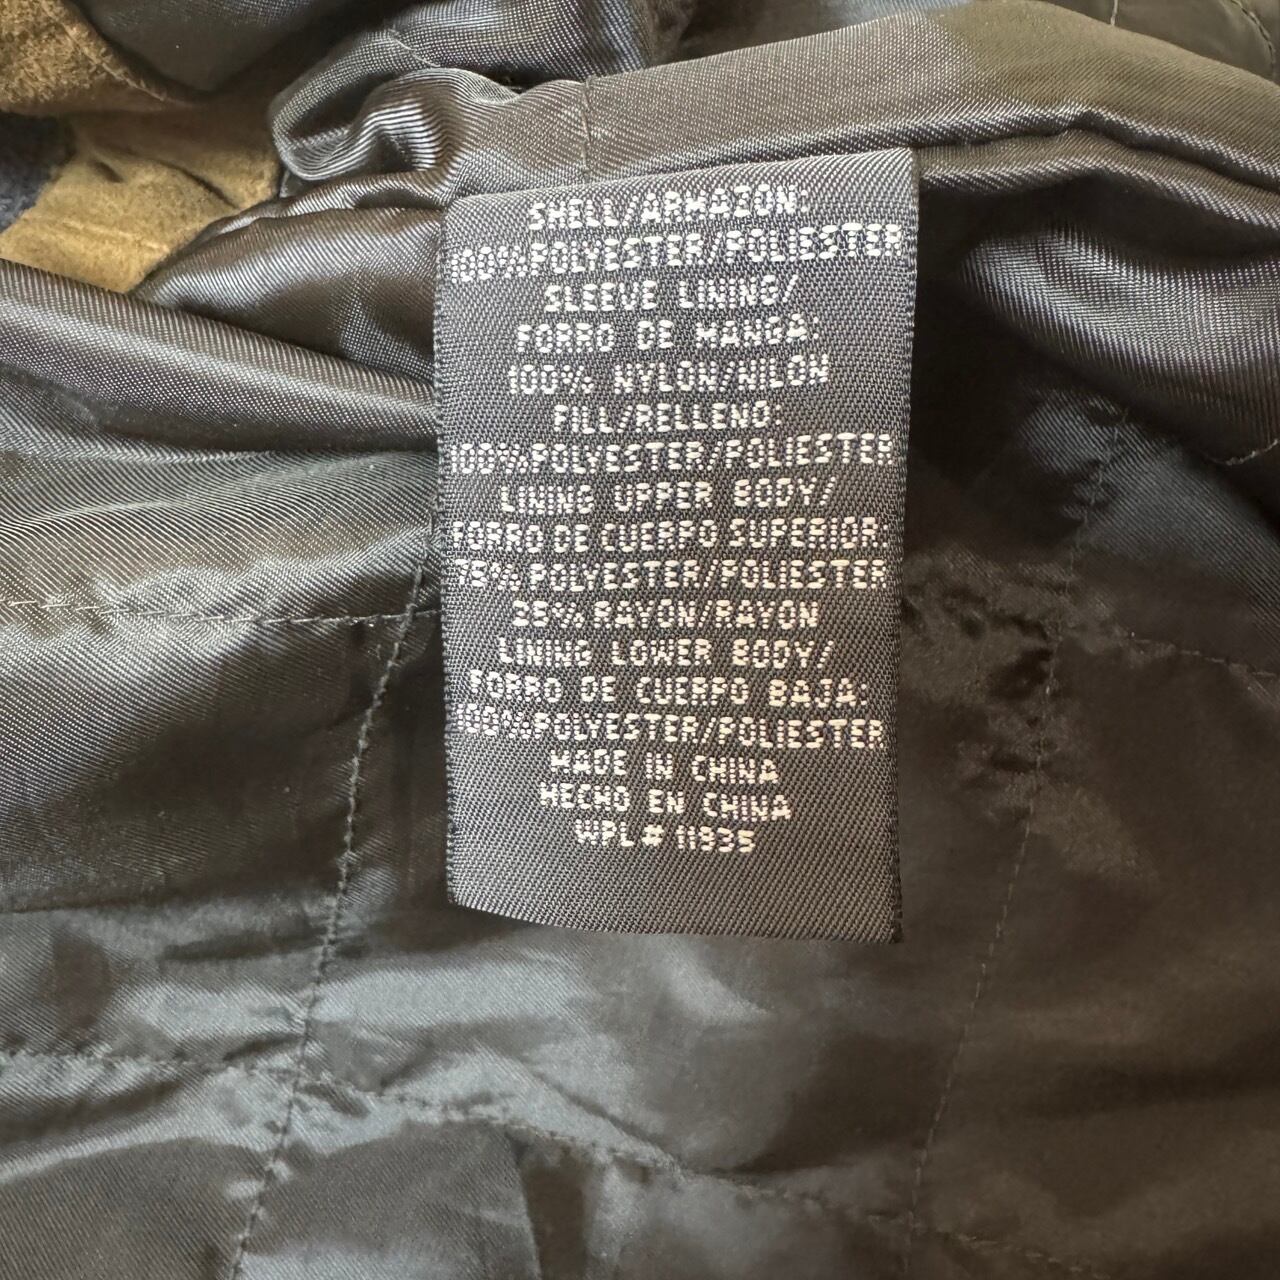 SHELL/ARMAZON:
100% POLYESTER/POLIESTER
SLEEVE LINING/
FORRO DE MANGA:
100% NYLON/NILON
FILL/RELLENO:
100% POLYESTER/POLIESTER
LINING UPPER BODY/
FORRO DE CUERPO SUPERIOR:
POLYESTER/POLIESTER
RAYON/RAYON
LINING LOWER BODY/
FORRO DE CUERPO BAJA:
100% POLYESTER/POLIESTER
MADE IN CHINA
HECHO EN CHINA
WPL# 11935